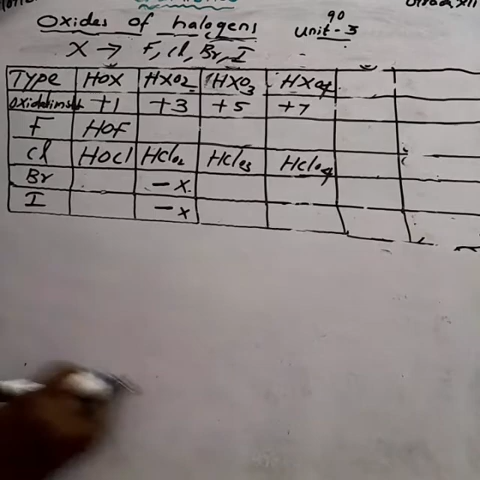 Oxides of halogens
90
Unit-3
X → F, Cl, Br, I
Type HOX HXO2 HXO3 HXO4
+1 +3 +5 +7
F HOF
Cl HOCl HClO2 HClO3 HClO4
Br - x
I - x